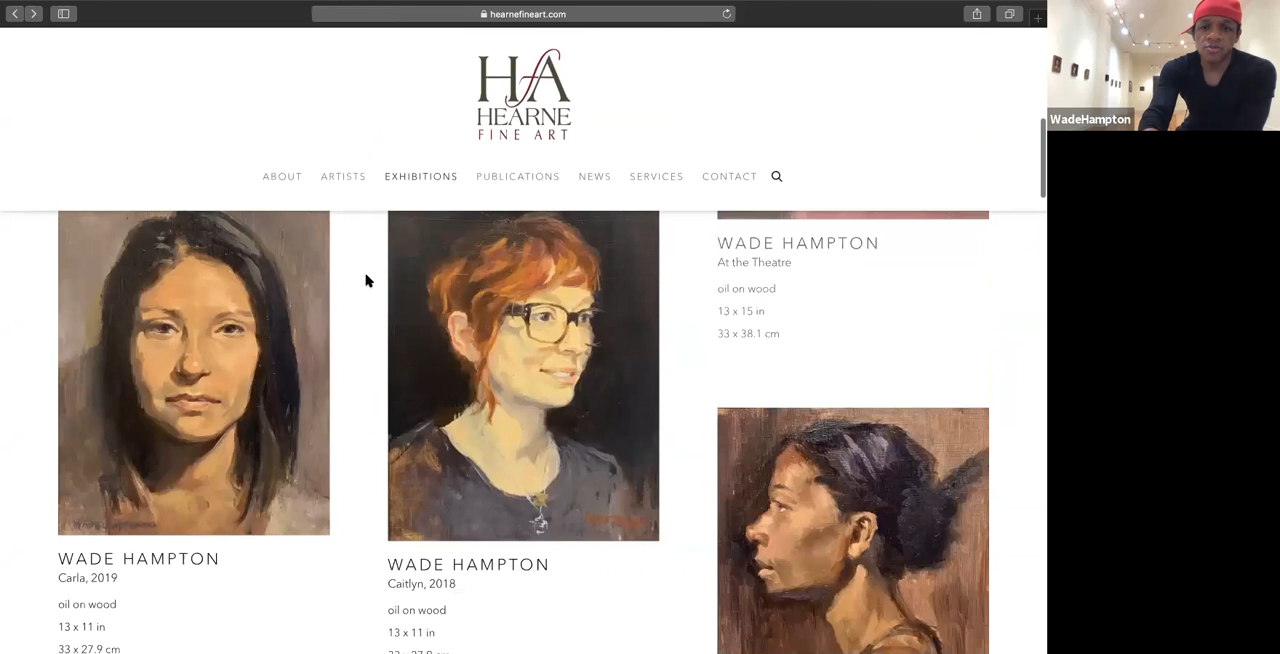 hearnefineart.com
HfA
HEARNE
FINE ART
ABOUT ARTISTS EXHIBITIONS PUBLICATIONS NEWS SERVICES CONTACT
WadeHampton
WADE HAMPTON
Carla, 2019
oil on wood
13 x 11 in
33 x 27.9 cm
WADE HAMPTON
Caitlyn, 2018
oil on wood
13 x 11 in
WADE HAMPTON
At the Theatre
oil on wood
13 x 15 in
33 x 38.1 cm